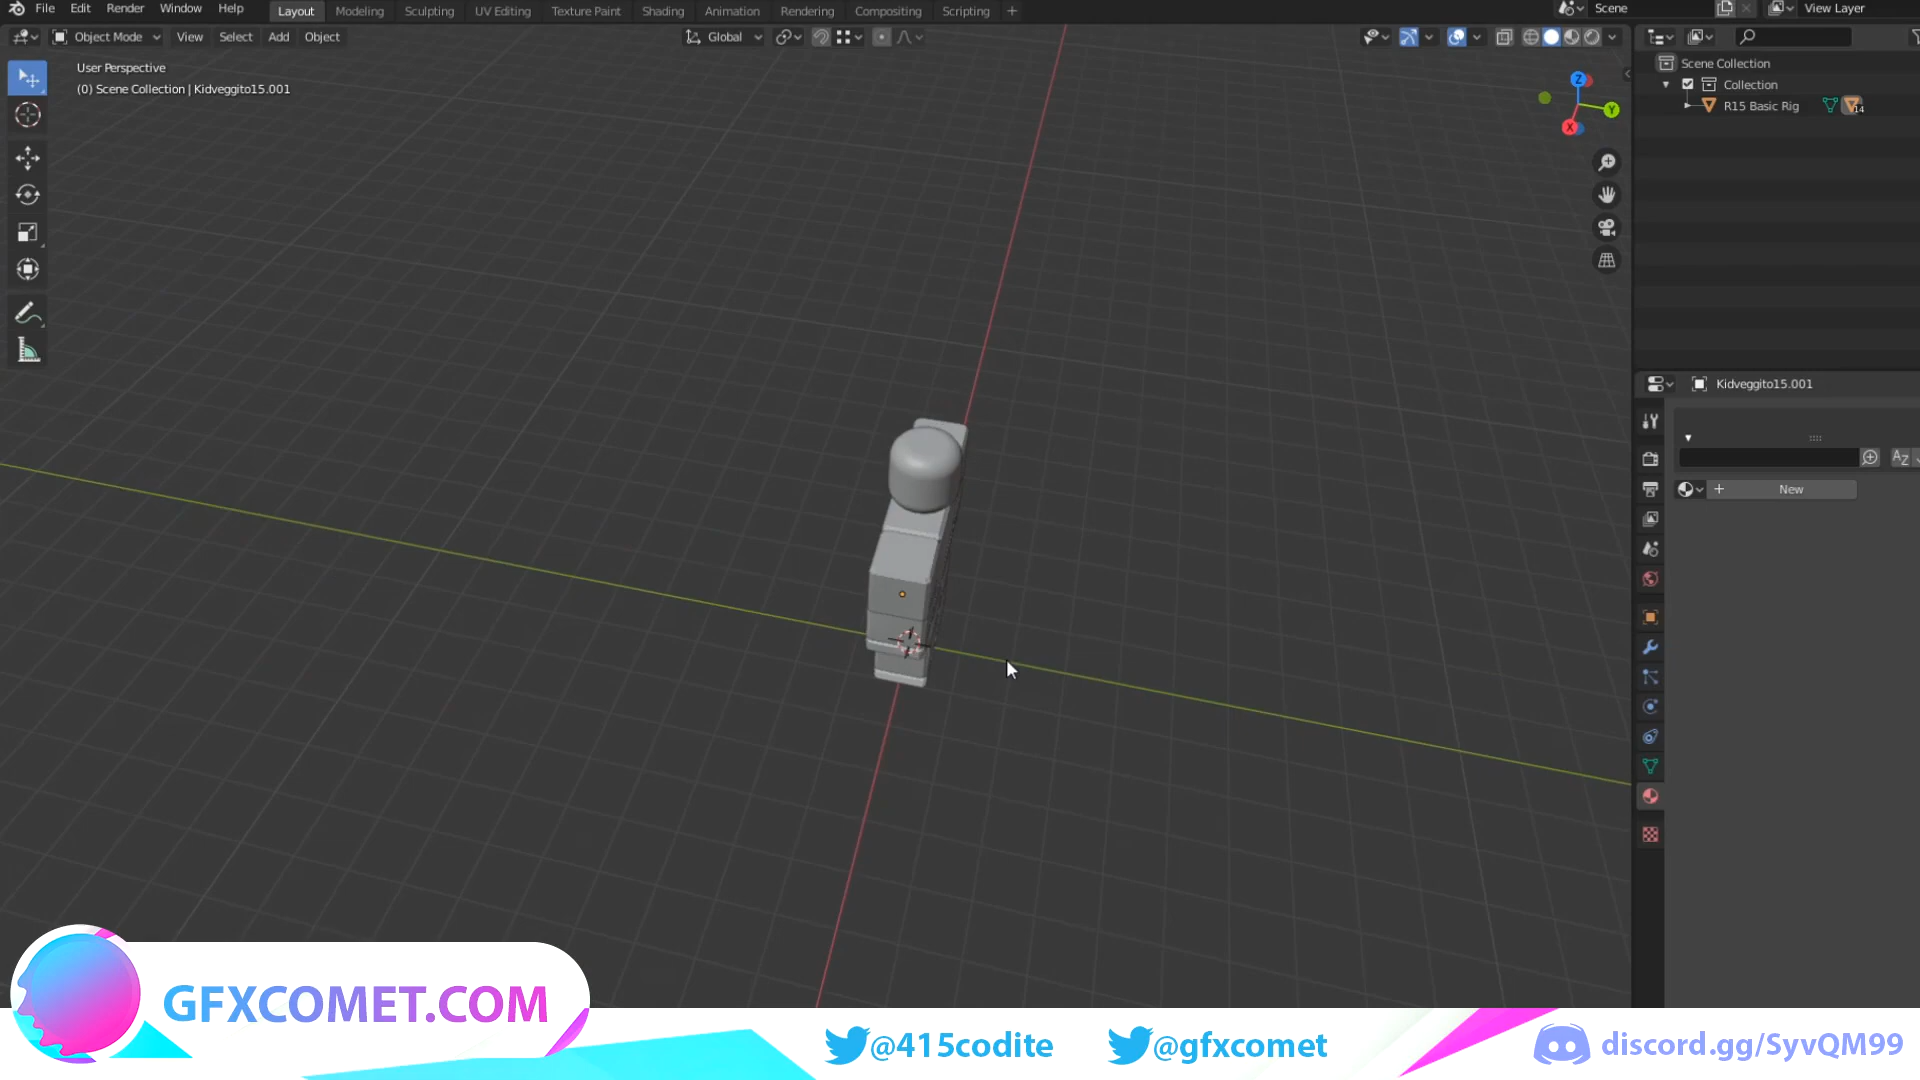 File Edit Render Window Help Layout Modeling Sculpting UV Editing Texture Paint Shading Animation Rendering Compositing Scripting Scene View Layer
Object Mode View Select Add Object Global
User Perspective
(0) Scene Collection | Kidveggito15.001
Z
Y
X
Scene Collection
Collection
R15 Basic Rig 14
Kidveggito15.001
AZ
New
GFXCOMET.COM
@415codite @gfxcomet discord.gg/SyvQM99